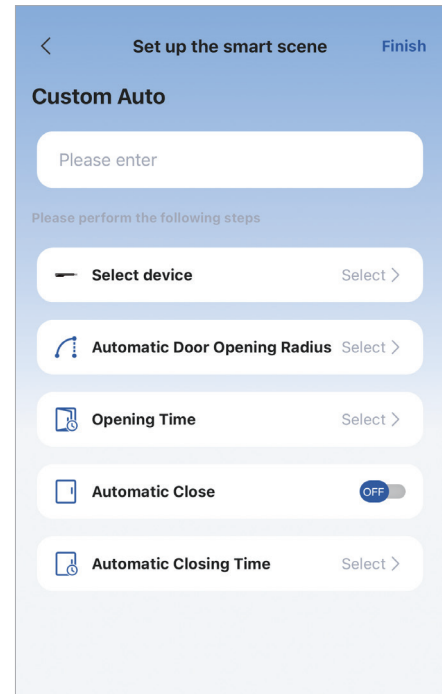 Set up the smart scene Finish
Custom Auto
Please enter
Please perform the following steps
Select device Select
Automatic Door Opening Radius Select
Opening Time Select
Automatic Close OFF
Automatic Closing Time Select